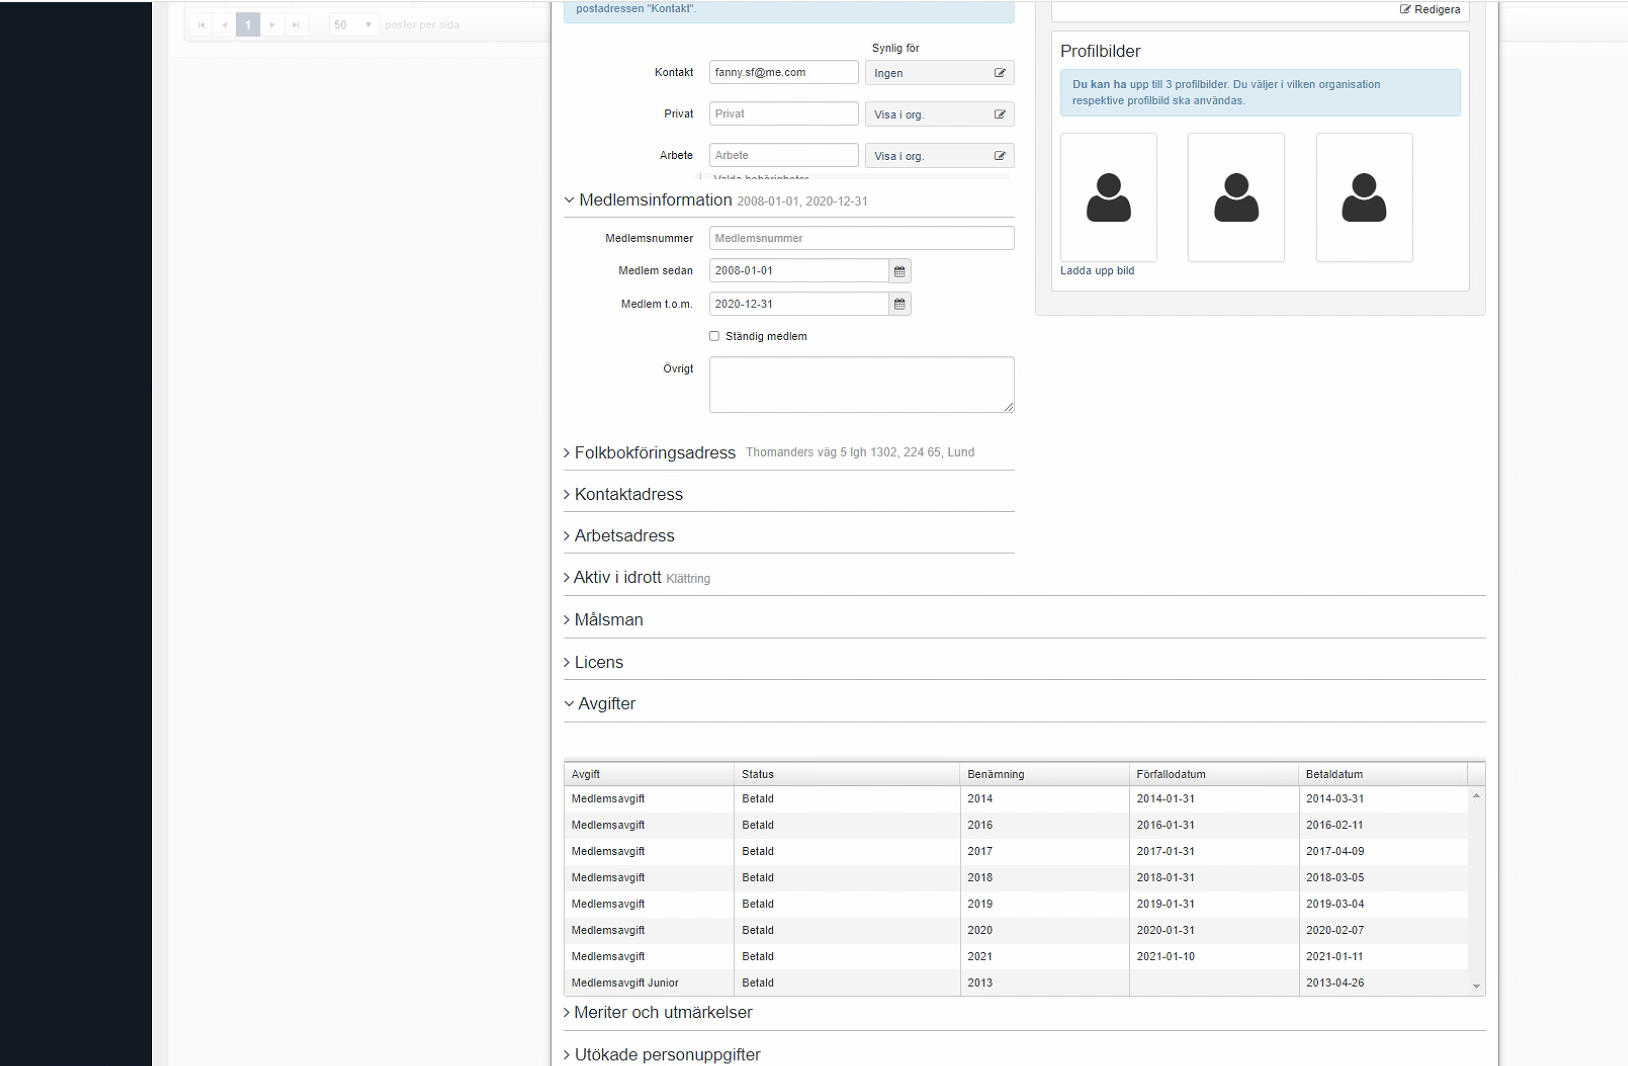 postadressen "Kontakt".
Redigera
1
50
poster per sida
Synlig för
Kontakt
fanny.sf@me.com
Ingen
Privat
Privat
Visa i org.
Arbete
Arbete
Visa i org.
Valda behörigheter
Profilbilder
Du kan ha upp till 3 profilbilder. Du väljer i vilken organisation
respektive profilbild ska användas.
Ladda upp bild
Medlemsinformation 2008-01-01, 2020-12-31
Medlemsnummer
Medlemsnummer
Medlem sedan
2008-01-01
Medlem t.o.m.
2020-12-31
Ständig medlem
Övrigt
Folkbokföringsadress Thomanders väg 5 lgh 1302, 224 65, Lund
Kontaktadress
Arbetsadress
Aktiv i idrott Klättring
Målsman
Licens
Avgifter
Avgift Status Benämning Förfallodatum Betaldatum
Medlemsavgift Betald 2014 2014-01-31 2014-03-31
Medlemsavgift Betald 2016 2016-01-31 2016-02-11
Medlemsavgift Betald 2017 2017-01-31 2017-04-09
Medlemsavgift Betald 2018 2018-01-31 2018-03-05
Medlemsavgift Betald 2019 2019-01-31 2019-03-04
Medlemsavgift Betald 2020 2020-01-31 2020-02-07
Medlemsavgift Betald 2021 2021-01-10 2021-01-11
Medlemsavgift Junior Betald 2013 2013-04-26
Meriter och utmärkelser
Utökade personuppgifter